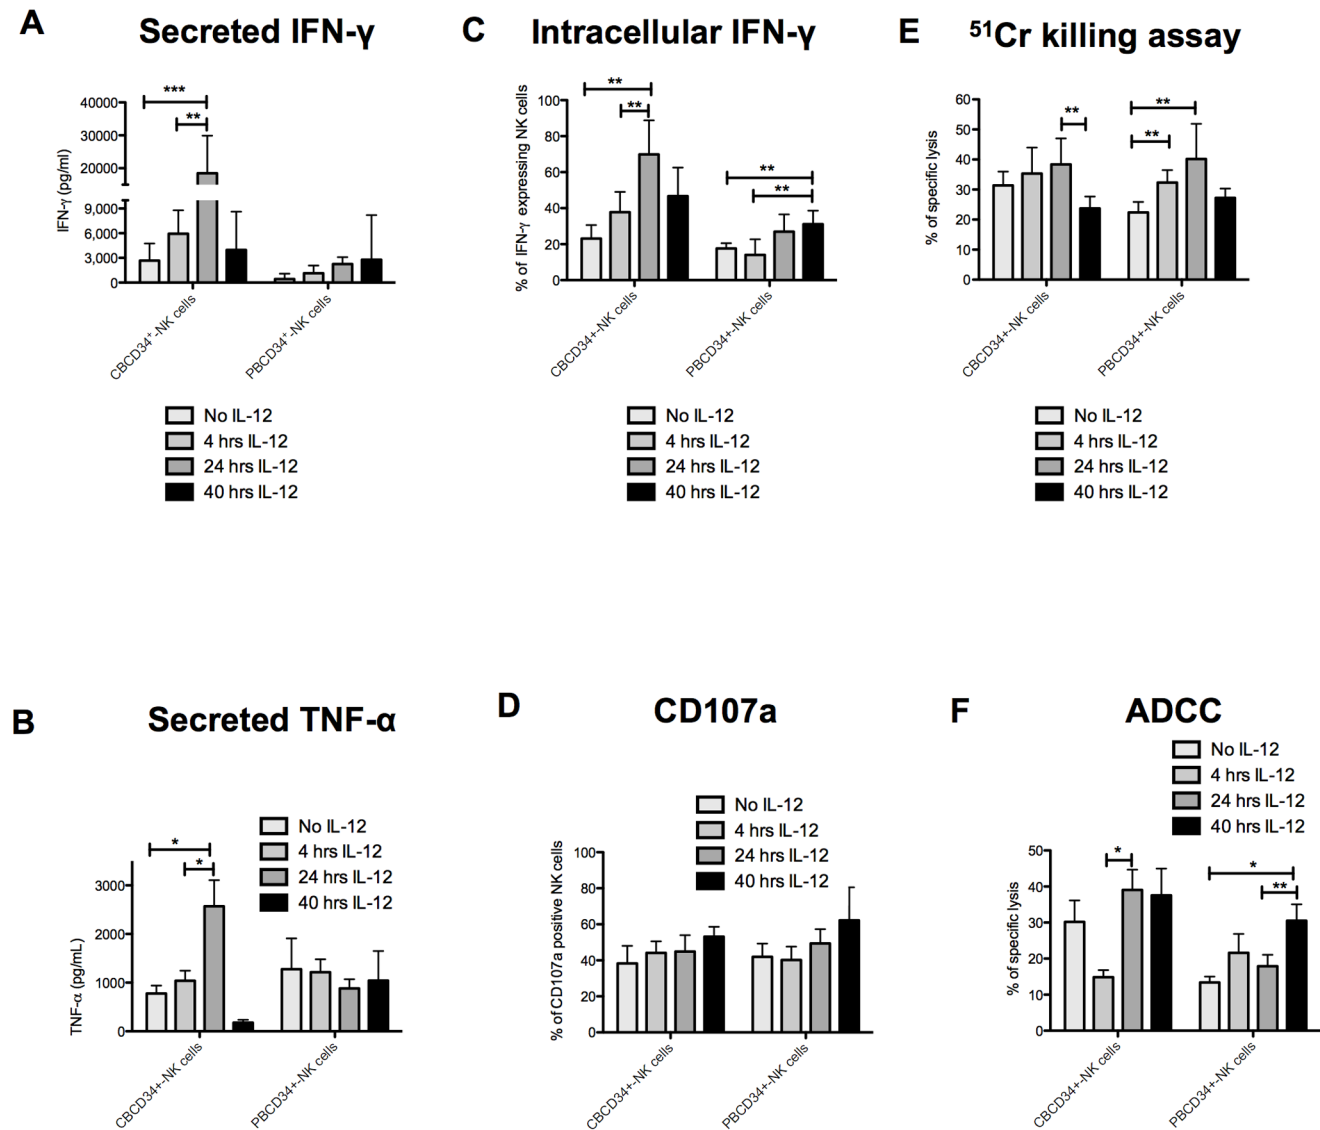 A
Secreted IFN-γ
IFN-γ (pg/ml)
40000
30000
20000
9,000
6,000
3,000
0
***
**
CBCD34⁺-NK cells
PBCD34⁺-NK cells
No IL-12
4 hrs IL-12
24 hrs IL-12
40 hrs IL-12
C
Intracellular IFN-γ
% of IFN-γ expressing NK cells
100
80
60
40
20
0
**
**
**
**
CBCD34+-NK cells
PBCD34+-NK cells
No IL-12
4 hrs IL-12
24 hrs IL-12
40 hrs IL-12
E
⁵¹Cr killing assay
% of specific lysis
60
50
40
30
20
10
0
**
**
**
CBCD34+-NK cells
PBCD34+-NK cells
No IL-12
4 hrs IL-12
24 hrs IL-12
40 hrs IL-12
B
Secreted TNF-α
No IL-12
4 hrs IL-12
24 hrs IL-12
40 hrs IL-12
TNF-α (pg/mL)
3000
2000
1000
0
*
*
CBCD34+-NK cells
PBCD34+-NK cells
D
CD107a
No IL-12
4 hrs IL-12
24 hrs IL-12
40 hrs IL-12
% of CD107a positive NK cells
100
80
60
40
20
0
CBCD34+-NK cells
PBCD34+-NK cells
F
ADCC
No IL-12
4 hrs IL-12
24 hrs IL-12
40 hrs IL-12
% of specific lysis
50
40
30
20
10
0
*
*
**
CBCD34+-NK cells
PBCD34+-NK cells